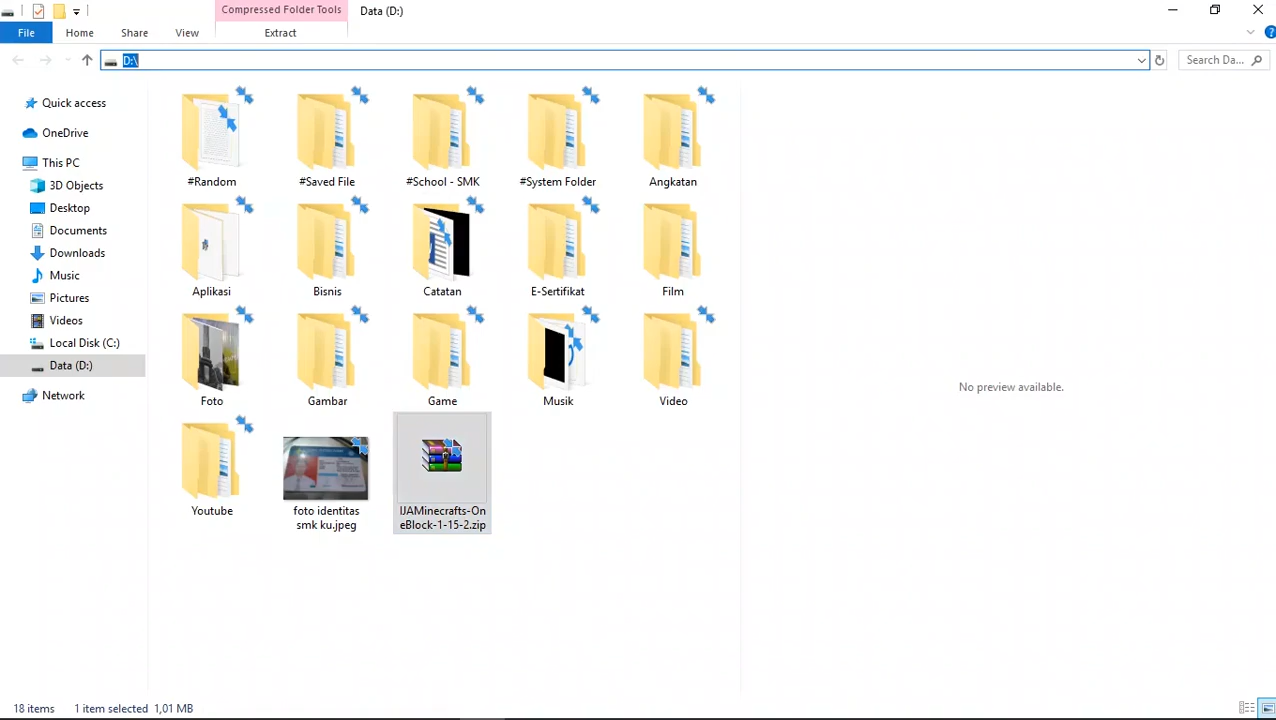 Compressed Folder Tools
Data (D:)
File
Home
Share
View
Extract
D:\
Search Da...
Quick access
OneDrive
This PC
3D Objects
Desktop
Documents
Downloads
Music
Pictures
Videos
Local Disk (C:)
Data (D:)
Network
#Random
#Saved File
#School - SMK
#System Folder
Angkatan
Aplikasi
Bisnis
Catatan
E-Sertifikat
Film
Foto
Gambar
Game
Musik
Video
Youtube
foto identitas
smk ku.jpeg
IJAMinecrafts-On
eBlock-1-15-2.zip
No preview available.
18 items
1 item selected 1,01 MB